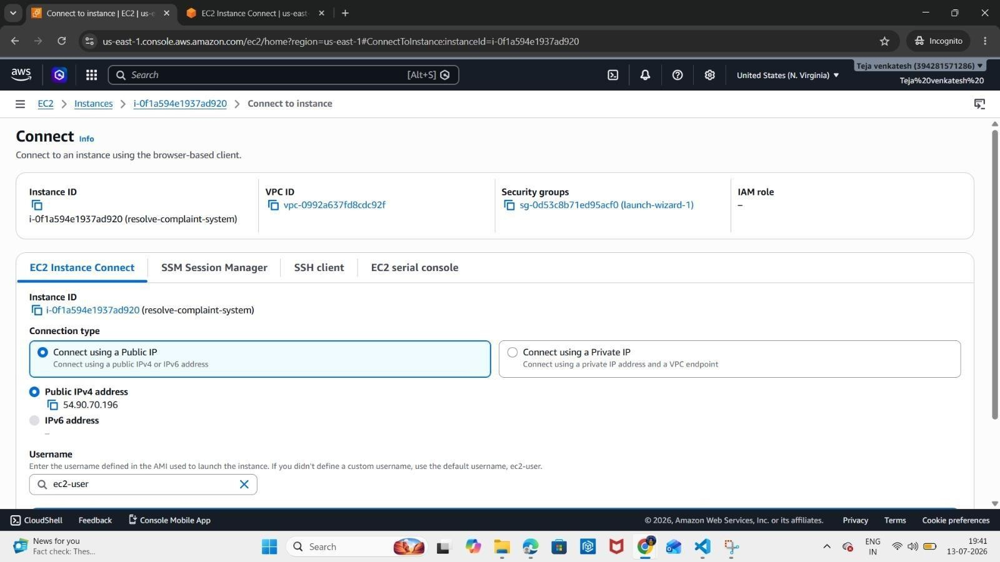 Connect to instance | EC2 | us-e
EC2 Instance Connect | us-east-
us-east-1.console.aws.amazon.com/ec2/home?region=us-east-1#ConnectToInstance:instanceId=i-0f1a594e1937ad920
Incognito
aws
Search
[Alt+S]
United States (N. Virginia)
Teja venkatesh (394281571286)
Teja%20venkatesh%20
EC2
Instances
i-0f1a594e1937ad920
Connect to instance
Connect
Info
Connect to an instance using the browser-based client.
Instance ID
i-0f1a594e1937ad920 (resolve-complaint-system)
VPC ID
vpc-0992a637fd8cdc92f
Security groups
sg-0d53c8b71ed95acf0 (launch-wizard-1)
IAM role
–
EC2 Instance Connect
SSM Session Manager
SSH client
EC2 serial console
Instance ID
i-0f1a594e1937ad920 (resolve-complaint-system)
Connection type
Connect using a Public IP
Connect using a public IPv4 or IPv6 address
Connect using a Private IP
Connect using a private IP address and a VPC endpoint
Public IPv4 address
54.90.70.196
IPv6 address
–
Username
Enter the username defined in the AMI used to launch the instance. If you didn't define a custom username, use the default username, ec2-user.
ec2-user
CloudShell
Feedback
Console Mobile App
© 2026, Amazon Web Services, Inc. or its affiliates.
Privacy
Terms
Cookie preferences
News for you
Fact check: Thes...
Search
ENG
IN
19:41
13-07-2026